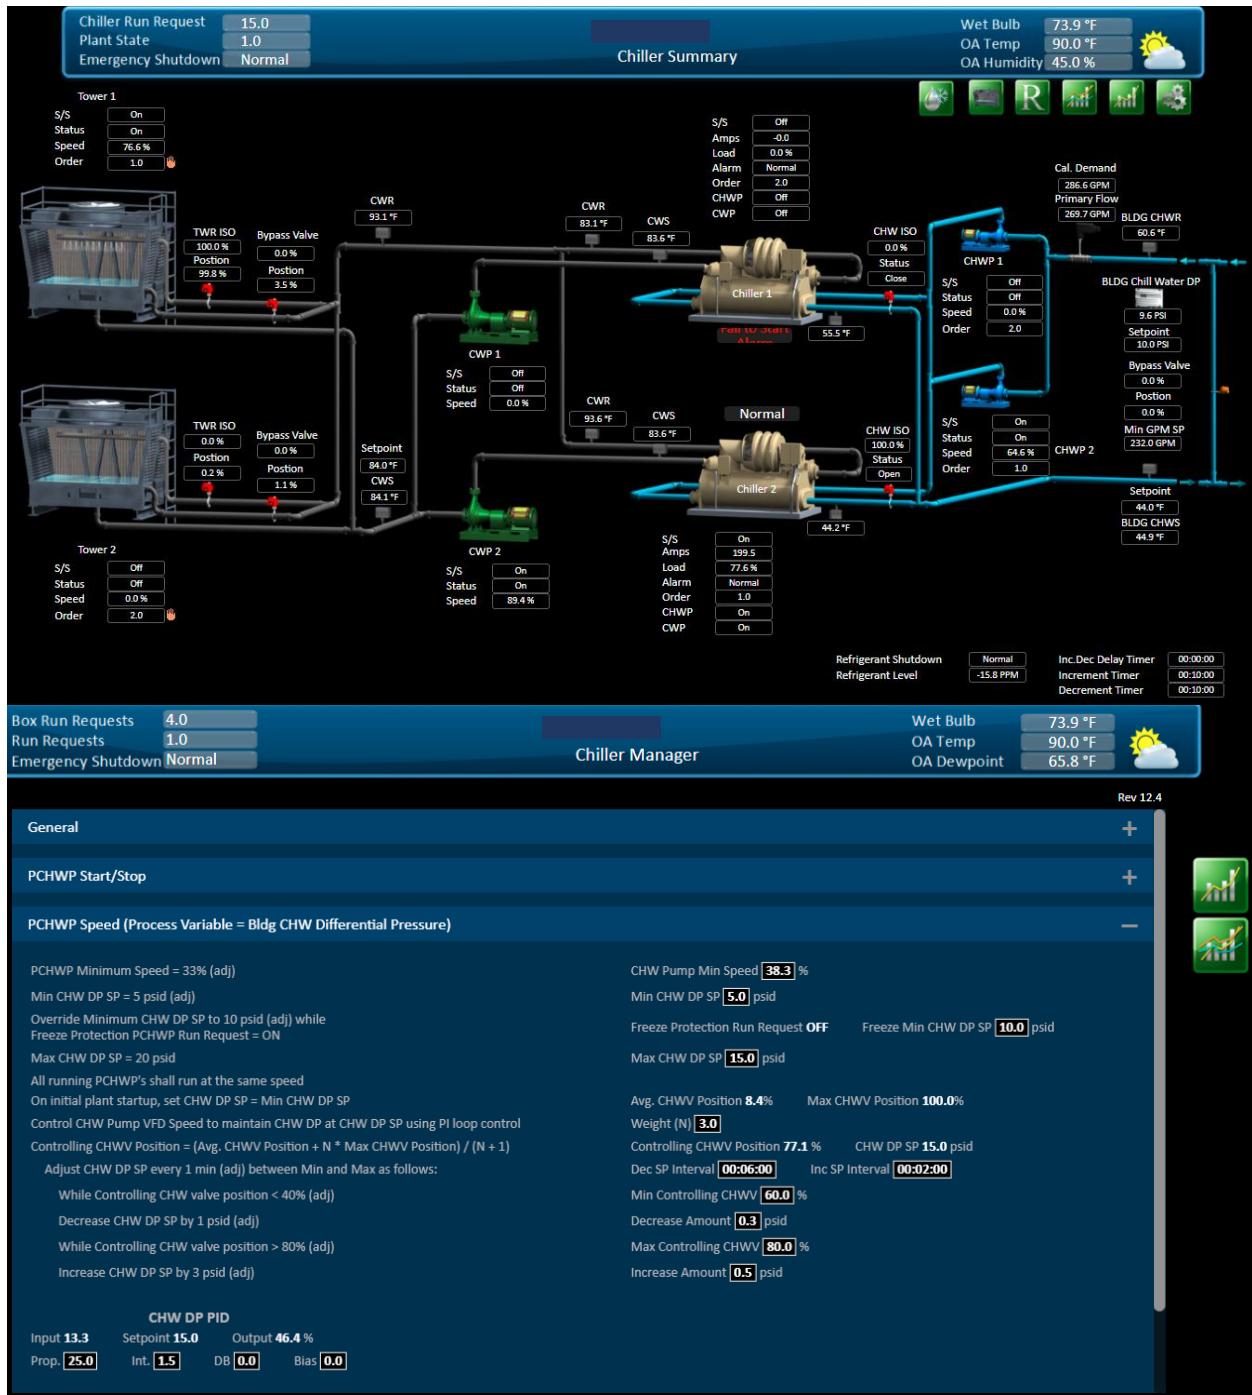 Chiller Run Request 15.0
Plant State 1.0
Emergency Shutdown Normal
Chiller Summary
Wet Bulb 73.9 °F
OA Temp 90.0 °F
OA Humidity 45.0 %
R
Tower 1
S/S On
Status On
Speed 76.6 %
Order 1.0
TWR ISO
100.0 %
Postion
99.8 %
Bypass Valve
0.0 %
Postion
3.5 %
CWR
93.1 °F
CWR
83.1 °F
CWS
83.6 °F
S/S Off
Amps -0.0
Load 0.0 %
Alarm Normal
Order 2.0
CHWP Off
CWP Off
Chiller 1
Fail to Start
Alarm
55.5 °F
CHW ISO
0.0 %
Status
Close
Cal. Demand
286.6 GPM
Primary Flow
269.7 GPM
BLDG CHWR
60.6 °F
CHWP 1
S/S Off
Status Off
Speed 0.0 %
Order 2.0
BLDG Chill Water DP
9.6 PSI
Setpoint
10.0 PSI
Bypass Valve
0.0 %
Postion
0.0 %
Min GPM SP
232.0 GPM
CWP 1
S/S Off
Status Off
Speed 0.0 %
TWR ISO
0.0 %
Postion
0.2 %
Bypass Valve
0.0 %
Postion
1.1 %
Setpoint
84.0 °F
CWS
84.1 °F
CWR
93.6 °F
CWS
83.6 °F
Normal
Chiller 2
44.2 °F
CHW ISO
100.0 %
Status
Open
S/S On
Status On
Speed 64.6 %
Order 1.0
CHWP 2
Setpoint
44.0 °F
BLDG CHWS
44.9 °F
Tower 2
S/S Off
Status Off
Speed 0.0 %
Order 2.0
CWP 2
S/S On
Status On
Speed 89.4 %
S/S On
Amps 199.5
Load 77.6 %
Alarm Normal
Order 1.0
CHWP On
CWP On
Refrigerant Shutdown Normal
Refrigerant Level -15.8 PPM
Inc.Dec Delay Timer 00:00:00
Increment Timer 00:10:00
Decrement Timer 00:10:00
Box Run Requests 4.0
Run Requests 1.0
Emergency Shutdown Normal
Chiller Manager
Wet Bulb 73.9 °F
OA Temp 90.0 °F
OA Dewpoint 65.8 °F
Rev 12.4
General +
PCHWP Start/Stop +
PCHWP Speed (Process Variable = Bldg CHW Differential Pressure) −
PCHWP Minimum Speed = 33% (adj) CHW Pump Min Speed 38.3 %
Min CHW DP SP = 5 psid (adj) Min CHW DP SP 5.0 psid
Override Minimum CHW DP SP to 10 psid (adj) while
Freeze Protection PCHWP Run Request = ON
Freeze Protection Run Request OFF Freeze Min CHW DP SP 10.0 psid
Max CHW DP SP = 20 psid Max CHW DP SP 15.0 psid
All running PCHWP's shall run at the same speed
On initial plant startup, set CHW DP SP = Min CHW DP SP Avg. CHWV Position 8.4% Max CHWV Position 100.0%
Control CHW Pump VFD Speed to maintain CHW DP at CHW DP SP using PI loop control Weight (N) 3.0
Controlling CHWV Position = (Avg. CHWV Position + N * Max CHWV Position) / (N + 1) Controlling CHWV Position 77.1 % CHW DP SP 15.0 psid
Adjust CHW DP SP every 1 min (adj) between Min and Max as follows: Dec SP Interval 00:06:00 Inc SP Interval 00:02:00
While Controlling CHW valve position < 40% (adj) Min Controlling CHWV 60.0 %
Decrease CHW DP SP by 1 psid (adj) Decrease Amount 0.3 psid
While Controlling CHW valve position > 80% (adj) Max Controlling CHWV 80.0 %
Increase CHW DP SP by 3 psid (adj) Increase Amount 0.5 psid
CHW DP PID
Input 13.3 Setpoint 15.0 Output 46.4 %
Prop. 25.0 Int. 1.5 DB 0.0 Bias 0.0